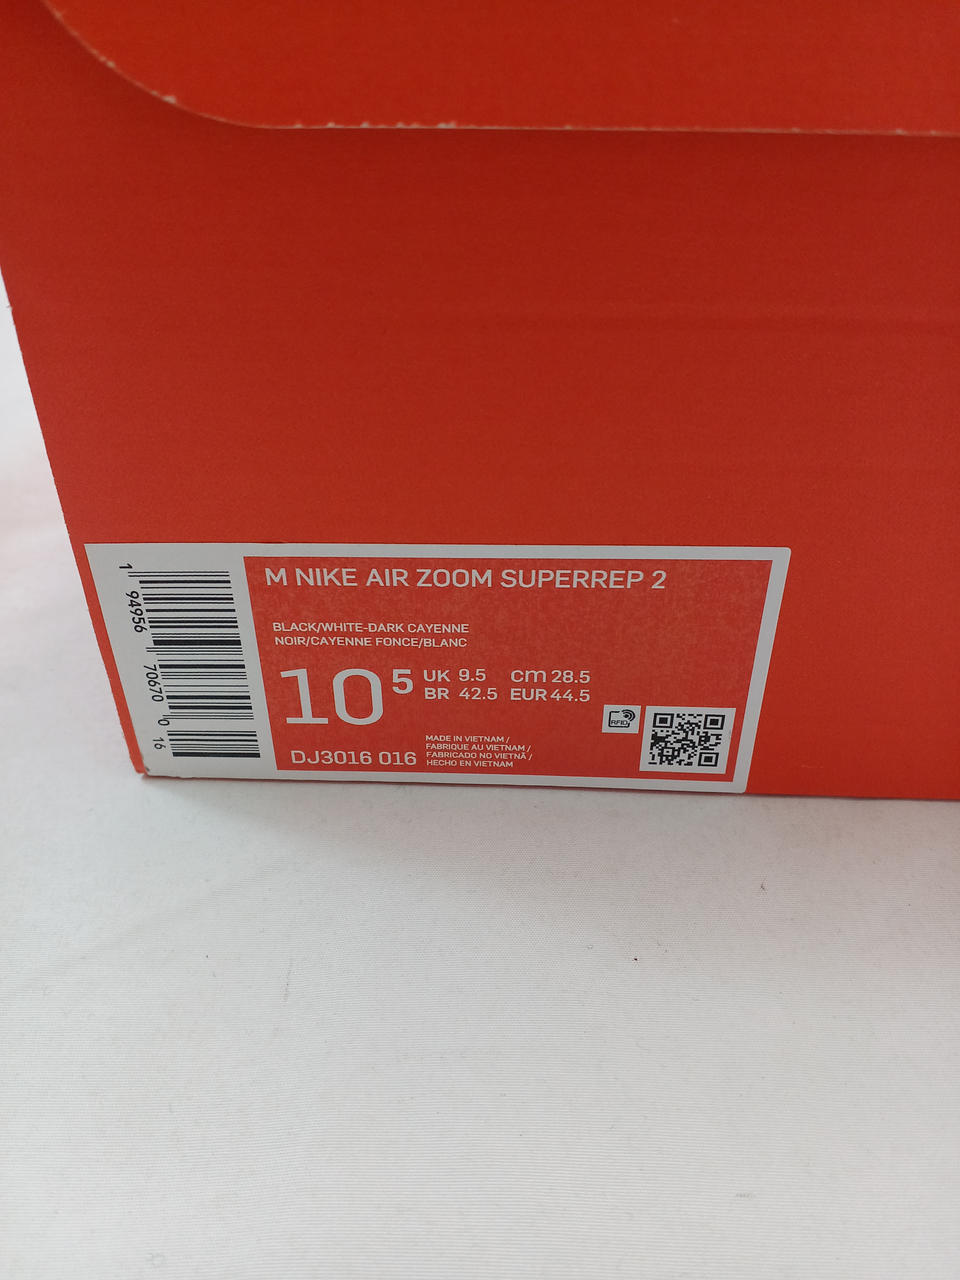 M NIKE AIR ZOOM SUPERREP 2
BLACK/WHITE-DARK CAYENNE
NOIR/CAYENNE FONCE/BLANC
10 5
UK 9.5 cm 28.5
BR 42.5 EUR 44.5
RFID
DJ3016 016
MADE IN VIETNAM /
FABRIQUE AU VIETNAM /
FABRICADO NO VIETNÃ /
HECHO EN VIETNAM
1 94956 70670 0 16